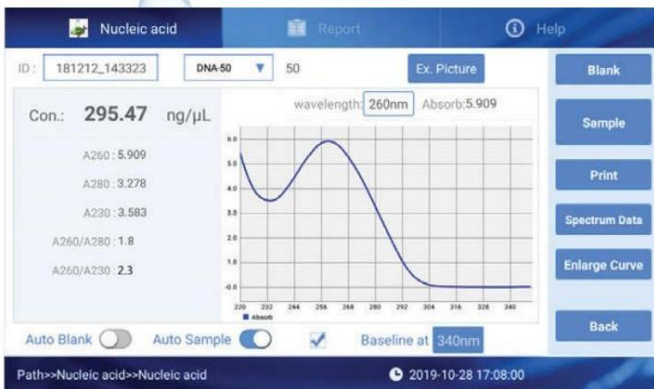 Nucleic acid
Report
Help
ID : 181212_143323 DNA-50 50 Ex. Picture
Con.: 295.47 ng/μL
A260 : 5.909
A280 : 3.278
A230 : 3.583
A260/A280 : 1.8
A260/A230 : 2.3
wavelength: 260nm Absorb:5.909
6.0
5.0
4.0
3.0
2.0
1.0
-0.0
220 232 244 256 268 280 292 304 316 328 340
Absorb
Auto Blank Auto Sample Baseline at 340nm
Blank
Sample
Print
Spectrum Data
Enlarge Curve
Back
Path>>Nucleic acid>>Nucleic acid 2019-10-28 17:08:00